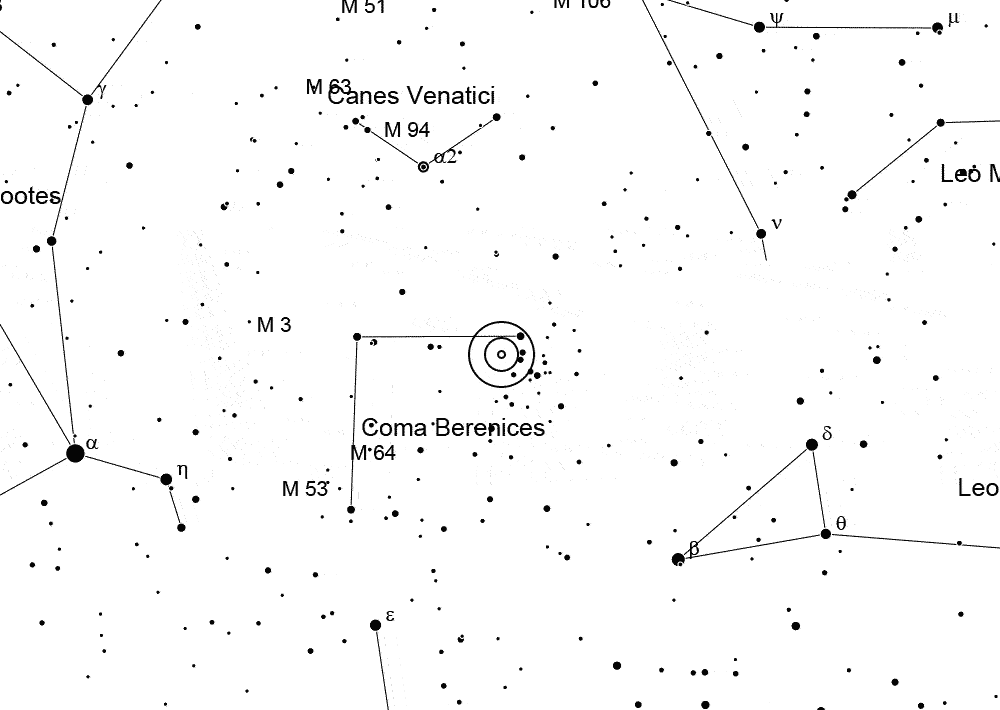 M 51
M 106
ψ
μ
γ
M 63
Canes Venatici
M 94
α2
Leo M
ootes
ν
M 3
Coma Berenices
δ
α
M 64
η
M 53
Leo
θ
β
ε